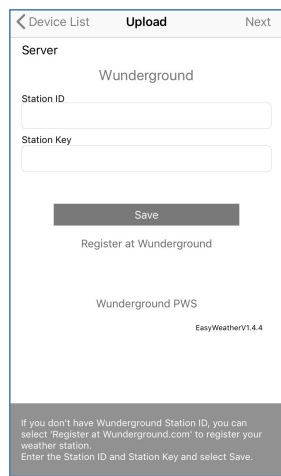 Device List Upload Next
Server
Wunderground
Station ID
Station Key
Save
Register at Wunderground
Wunderground PWS
EasyWeatherV1.4.4
If you don't have Wunderground Station ID, you can
select 'Register at Wunderground.com' to register your
weather station.
Enter the Station ID and Station Key and select Save.